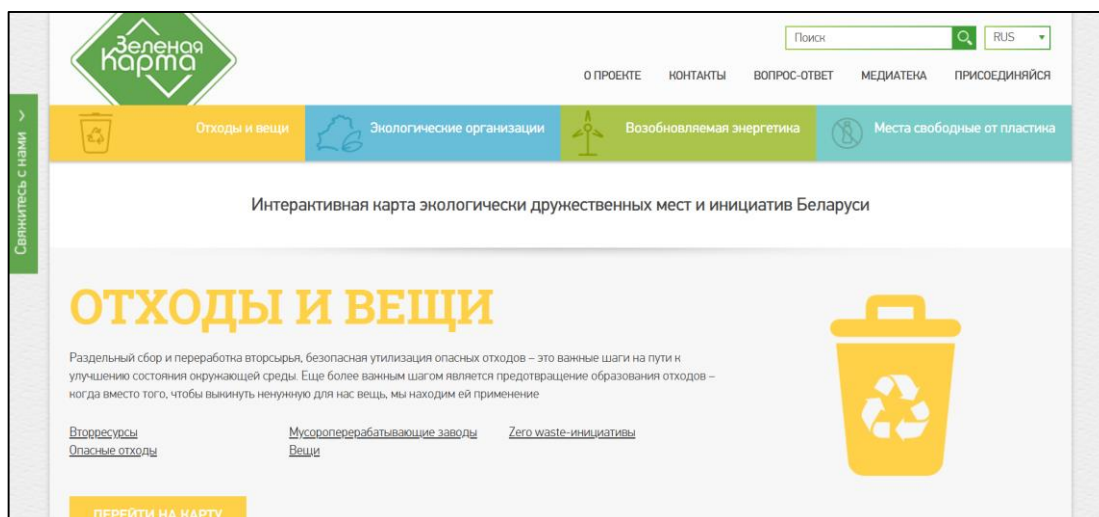 Зеленая
Карта
Поиск
RUS
О ПРОЕКТЕ КОНТАКТЫ ВОПРОС-ОТВЕТ МЕДИАТЕКА ПРИСОЕДИНЯЙСЯ
Свяжитесь с нами
Отходы и вещи Экологические организации Возобновляемая энергетика Места свободные от пластика
Интерактивная карта экологически дружественных мест и инициатив Беларуси
ОТХОДЫ И ВЕЩИ
Раздельный сбор и переработка вторсырья, безопасная утилизация опасных отходов – это важные шаги на пути к
улучшению состояния окружающей среды. Еще более важным шагом является предотвращение образования отходов –
когда вместо того, чтобы выкинуть ненужную для нас вещь, мы находим ей применение
Вторресурсы Мусороперерабатывающие заводы Zero waste-инициативы
Опасные отходы Вещи
ПЕРЕЙТИ НА КАРТУ